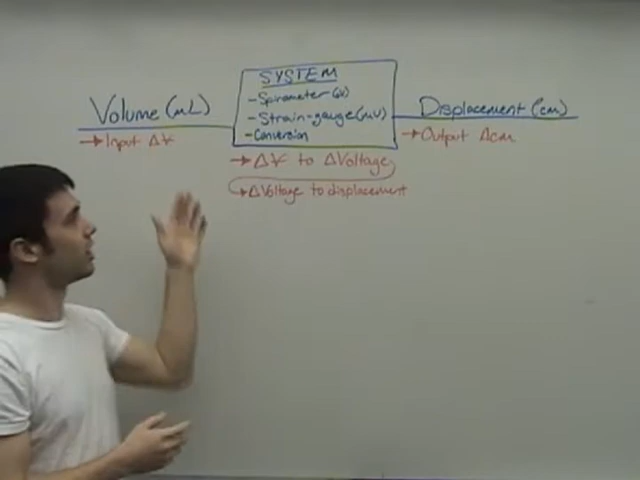 Volume (mL)
→ Input ΔV
SYSTEM
- Spirometer (ΔV)
- Strain-gauge (mV)
- Conversion
→ ΔV to ΔVoltage
→ ΔVoltage to displacement
Displacement (cm)
→ Output Δcm